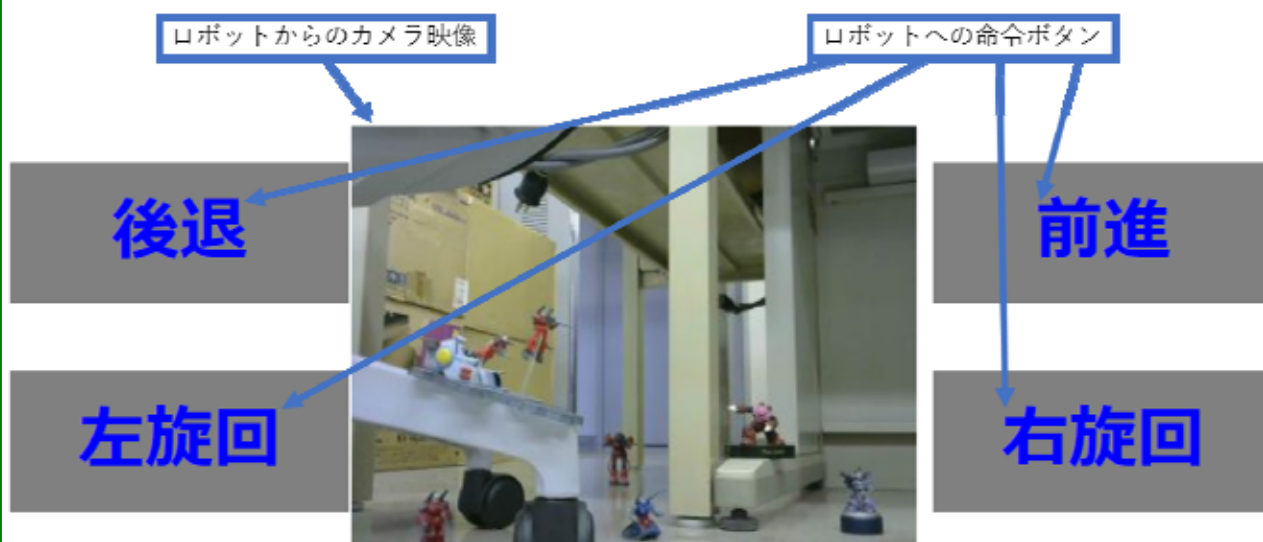 ロボットからのカメラ映像
ロボットへの命令ボタン
後退
前進
左旋回
右旋回